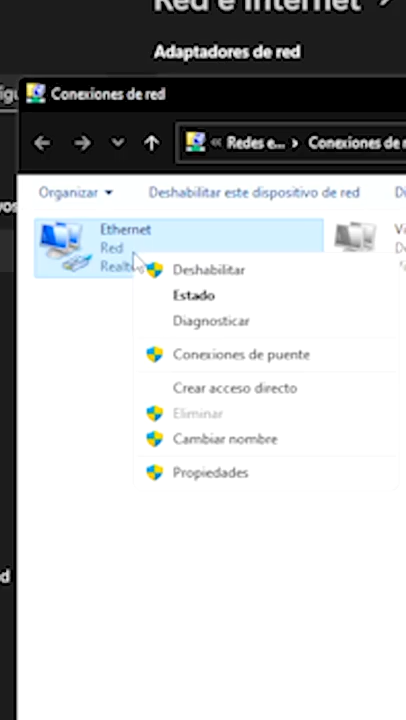 Red e Internet >
Adaptadores de red
Conexiones de red
« Redes e... > Conexiones de
Organizar Deshabilitar este dispositivo de red
Ethernet
Red
Deshabilitar
Estado
Diagnosticar
Conexiones de puente
Crear acceso directo
Eliminar
Cambiar nombre
Propiedades